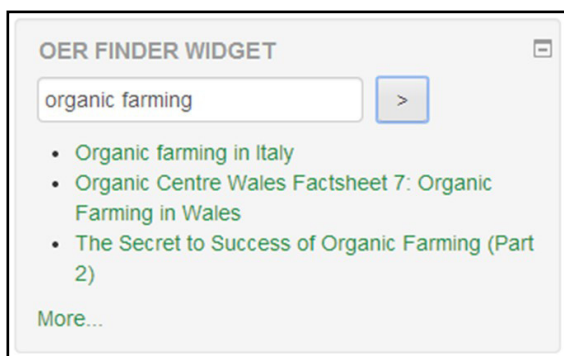 OER FINDER WIDGET
organic farming
>
• Organic farming in Italy
• Organic Centre Wales Factsheet 7: Organic
Farming in Wales
• The Secret to Success of Organic Farming (Part
2)
More...